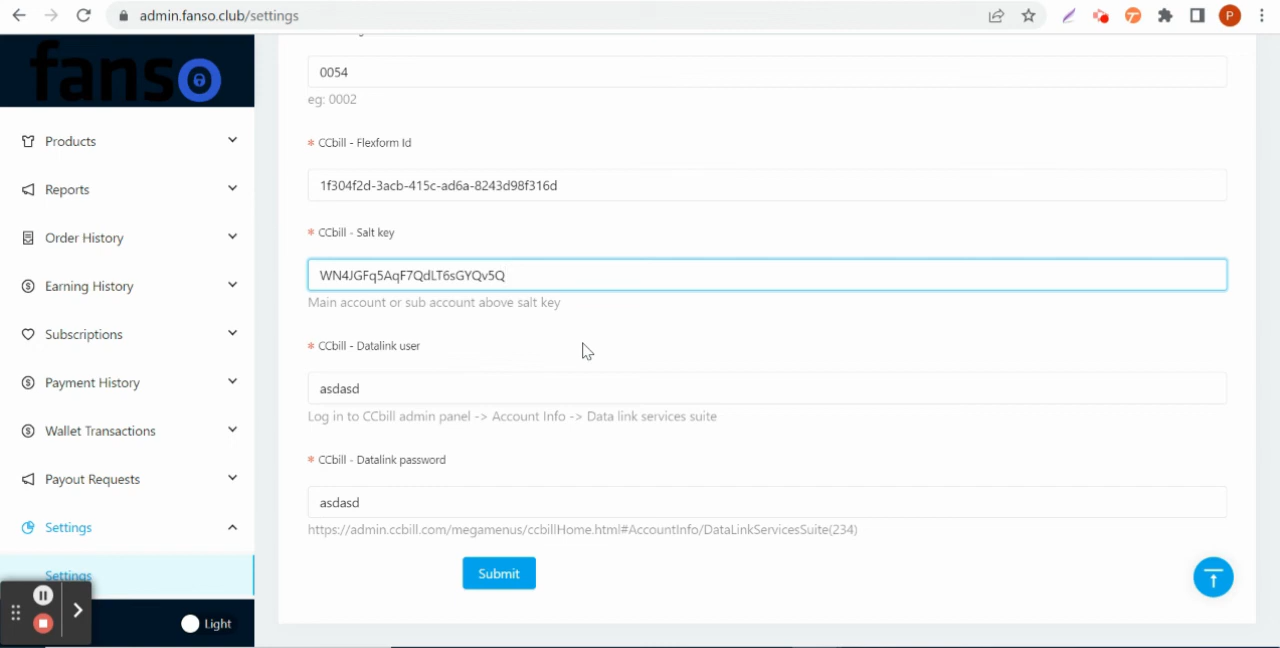 admin.fanso.club/settings
P
fanso
Products
Reports
Order History
Earning History
Subscriptions
Payment History
Wallet Transactions
Payout Requests
Settings
Settings
Light
0054
eg: 0002
* CCbill - Flexform Id
1f304f2d-3acb-415c-ad6a-8243d98f316d
* CCbill - Salt key
WN4JGFq5AqF7QdLT6sGYQv5Q
Main account or sub account above salt key
* CCbill - Datalink user
asdasd
Log in to CCbill admin panel -> Account Info -> Data link services suite
* CCbill - Datalink password
asdasd
https://admin.ccbill.com/megamenus/ccbillHome.html#AccountInfo/DataLinkServicesSuite(234)
Submit